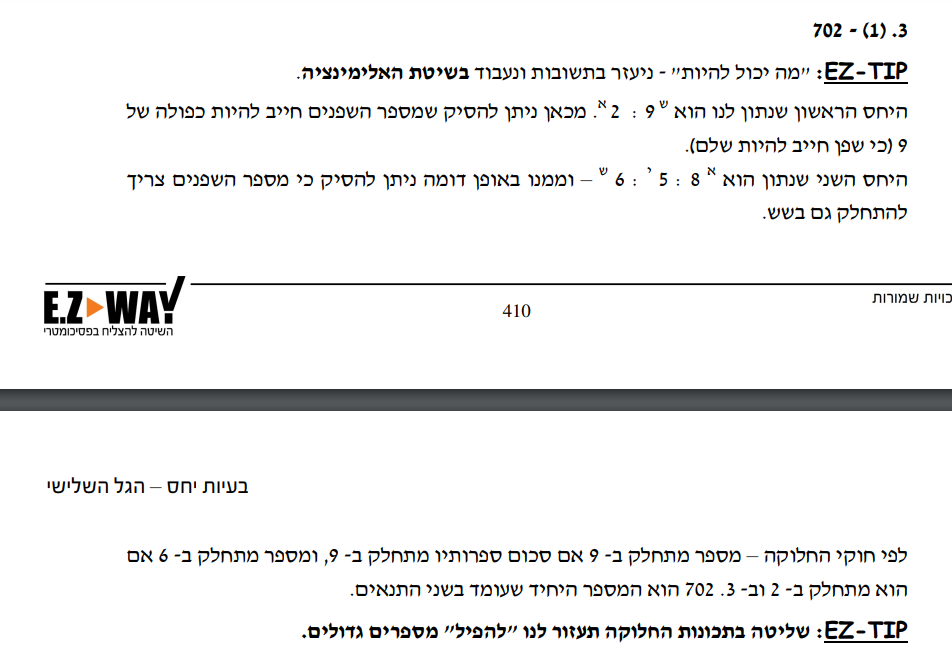 3. (1) - 702
EZ-TIP: "מה יכול להיות" - ניעזר בתשובות ונעבוד בשיטת האלימינציה.
היחס הראשון שנתון לנו הוא ש 9 : 2 א. מכאן ניתן להסיק שמספר השפנים חייב להיות כפולה של
9 (כי שפן חייב להיות שלם).
היחס השני שנתון הוא א 8 : 5 י : 6 ש – וממנו באופן דומה ניתן להסיק כי מספר השפנים צריך
להתחלק גם בשש.
כויות שמורות
410
E.Z WAY
השיטה להצליח בפסיכומטרי
בעיות יחס – הגל השלישי
לפי חוקי החלוקה – מספר מתחלק ב- 9 אם סכום ספרותיו מתחלק ב- 9, ומספר מתחלק ב- 6 אם
הוא מתחלק ב- 2 וב- 3. 702 הוא המספר היחיד שעומד בשני התנאים.
EZ-TIP: שליטה בתכונות החלוקה תעזור לנו "להפיל" מספרים גדולים.